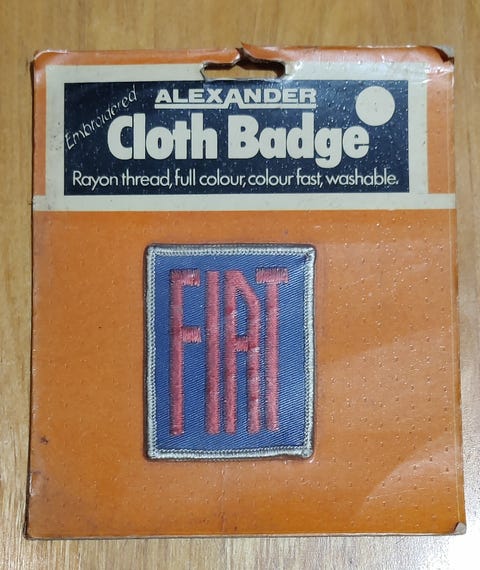 ALEXANDER
Embroidered
Cloth Badge
Rayon thread, full colour, colour fast, washable.
FIAT